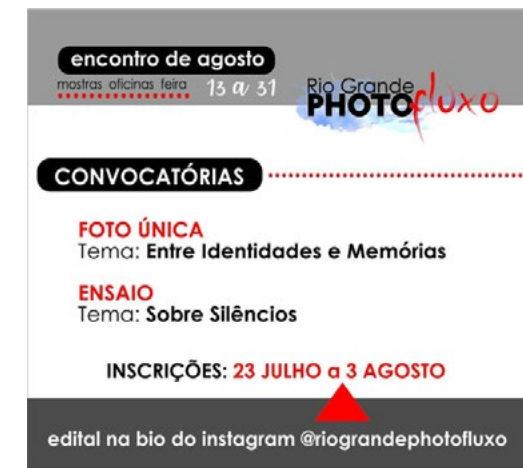 encontro de agosto
mostras oficinas feira 13 a 31
Rio Grande
PHOTOfluxo
CONVOCATÓRIAS
FOTO ÚNICA
Tema: Entre Identidades e Memórias
ENSAIO
Tema: Sobre Silêncios
INSCRIÇÕES: 23 JULHO a 3 AGOSTO
edital na bio do instagram @riograndephotofluxo